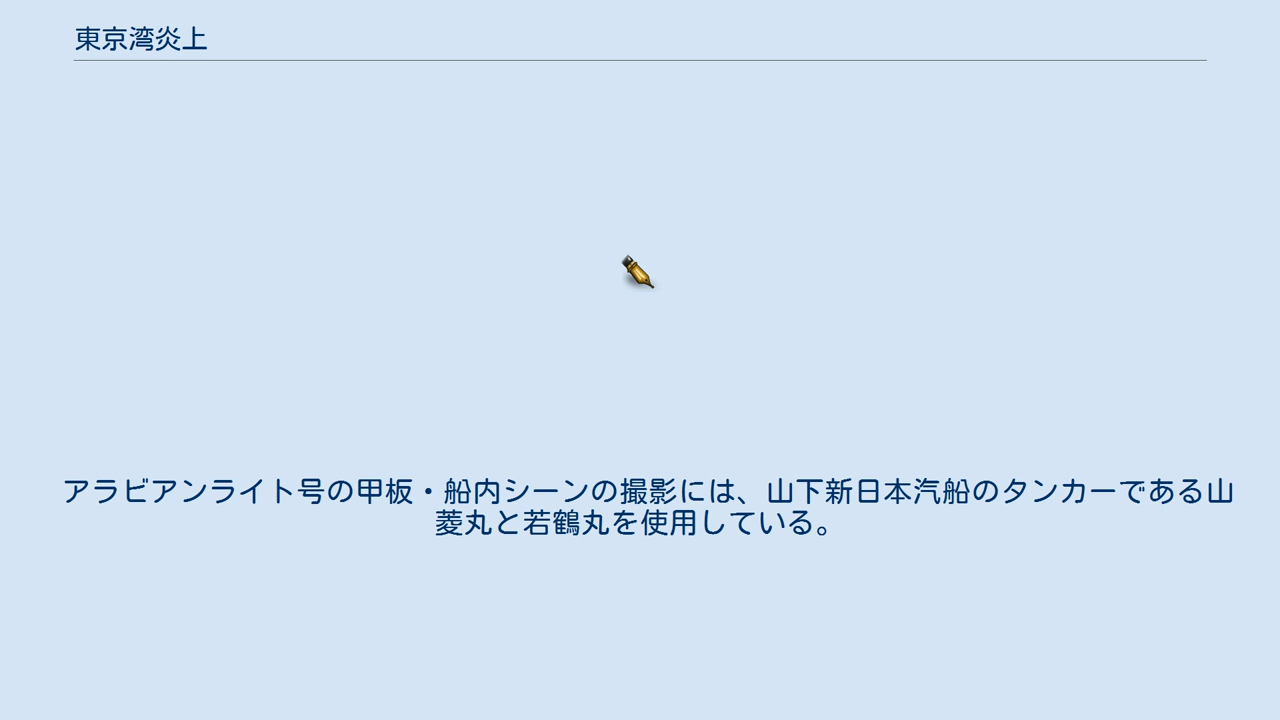 東京湾炎上
アラビアンライト号の甲板・船内シーンの撮影には、山下新日本汽船のタンカーである山
菱丸と若鶴丸を使用している。